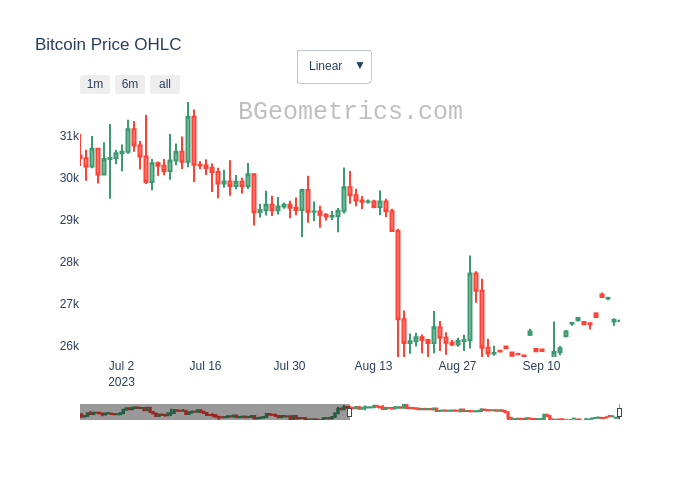 Bitcoin Price OHLC
Linear ▼
1m 6m all
BGeometrics.com
31k
30k
29k
28k
27k
26k
Jul 2 Jul 16 Jul 30 Aug 13 Aug 27 Sep 10
2023